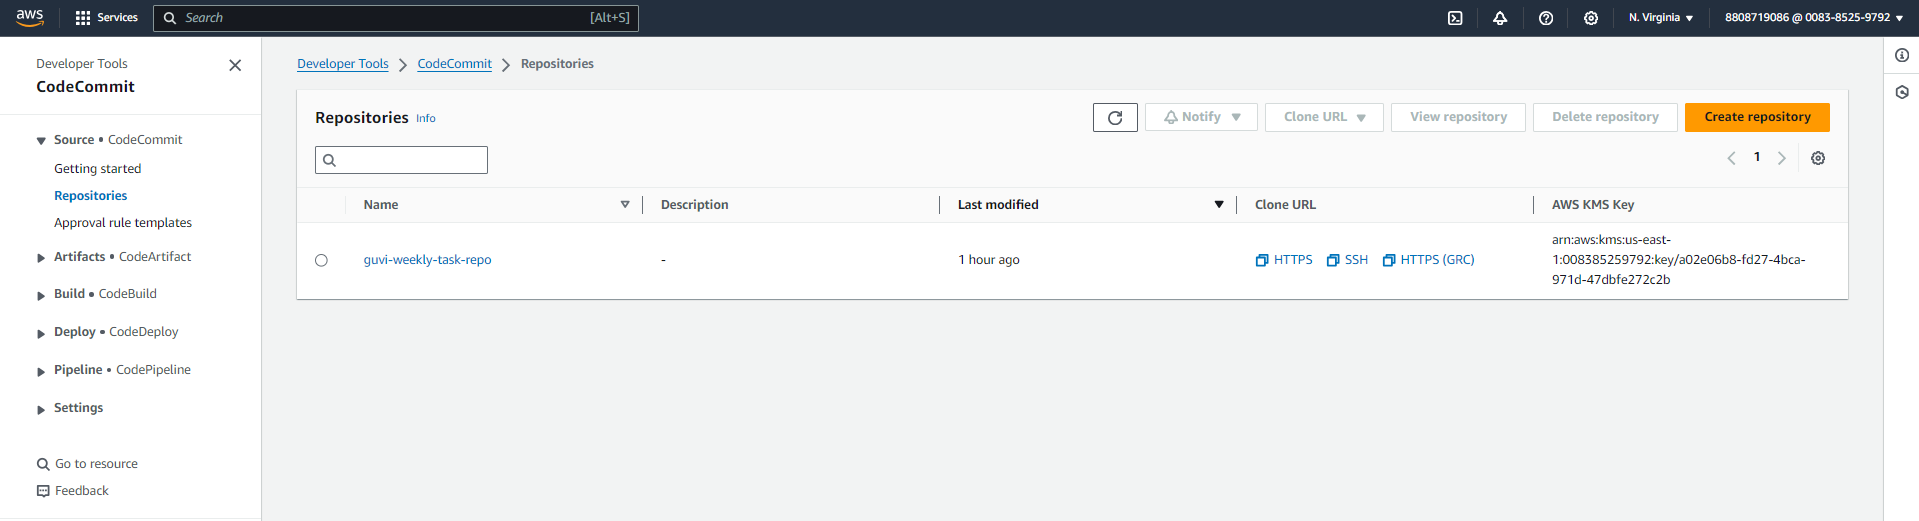 aws
Services
Search [Alt+S]
N. Virginia
8808719086 @ 0083-8525-9792
Developer Tools
CodeCommit
Source • CodeCommit
Getting started
Repositories
Approval rule templates
Artifacts • CodeArtifact
Build • CodeBuild
Deploy • CodeDeploy
Pipeline • CodePipeline
Settings
Go to resource
Feedback
Developer Tools > CodeCommit > Repositories
Repositories Info
Notify
Clone URL
View repository
Delete repository
Create repository
1
Name Description Last modified Clone URL AWS KMS Key
guvi-weekly-task-repo - 1 hour ago HTTPS SSH HTTPS (GRC)
arn:aws:kms:us-east-
1:008385259792:key/a02e06b8-fd27-4bca-
971d-47dbfe272c2b